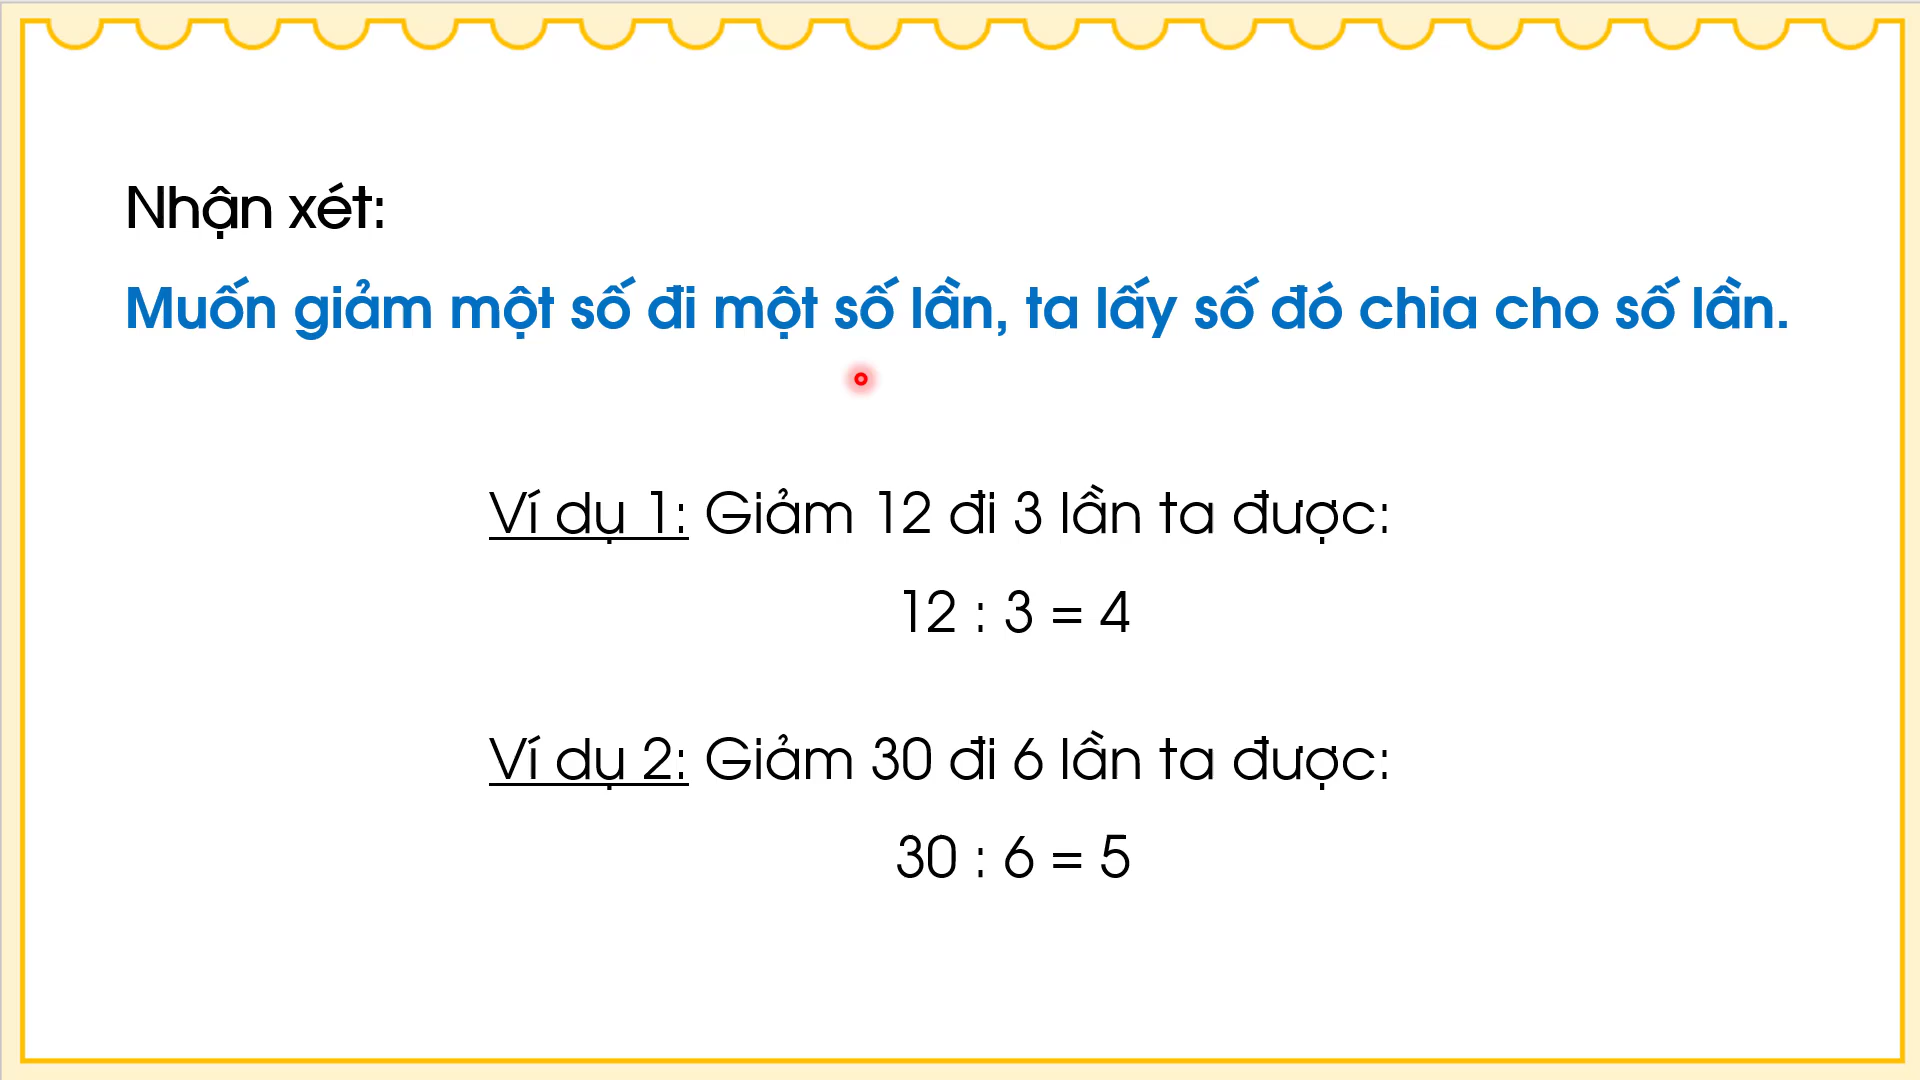 Nhận xét:
Muốn giảm một số đi một số lần, ta lấy số đó chia cho số lần.
Ví dụ 1: Giảm 12 đi 3 lần ta được:
12 : 3 = 4
Ví dụ 2: Giảm 30 đi 6 lần ta được:
30 : 6 = 5